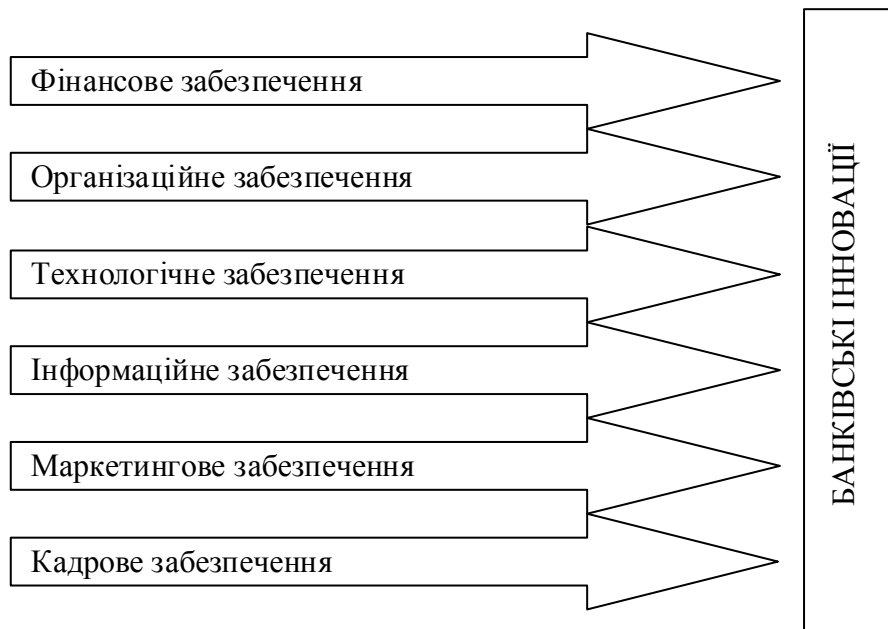 Фінансове забезпечення
Організаційне забезпечення
Технологічне забезпечення
Інформаційне забезпечення
Маркетингове забезпечення
Кадрове забезпечення
БАНКІВСЬКІ ІННОВАЦІЇ